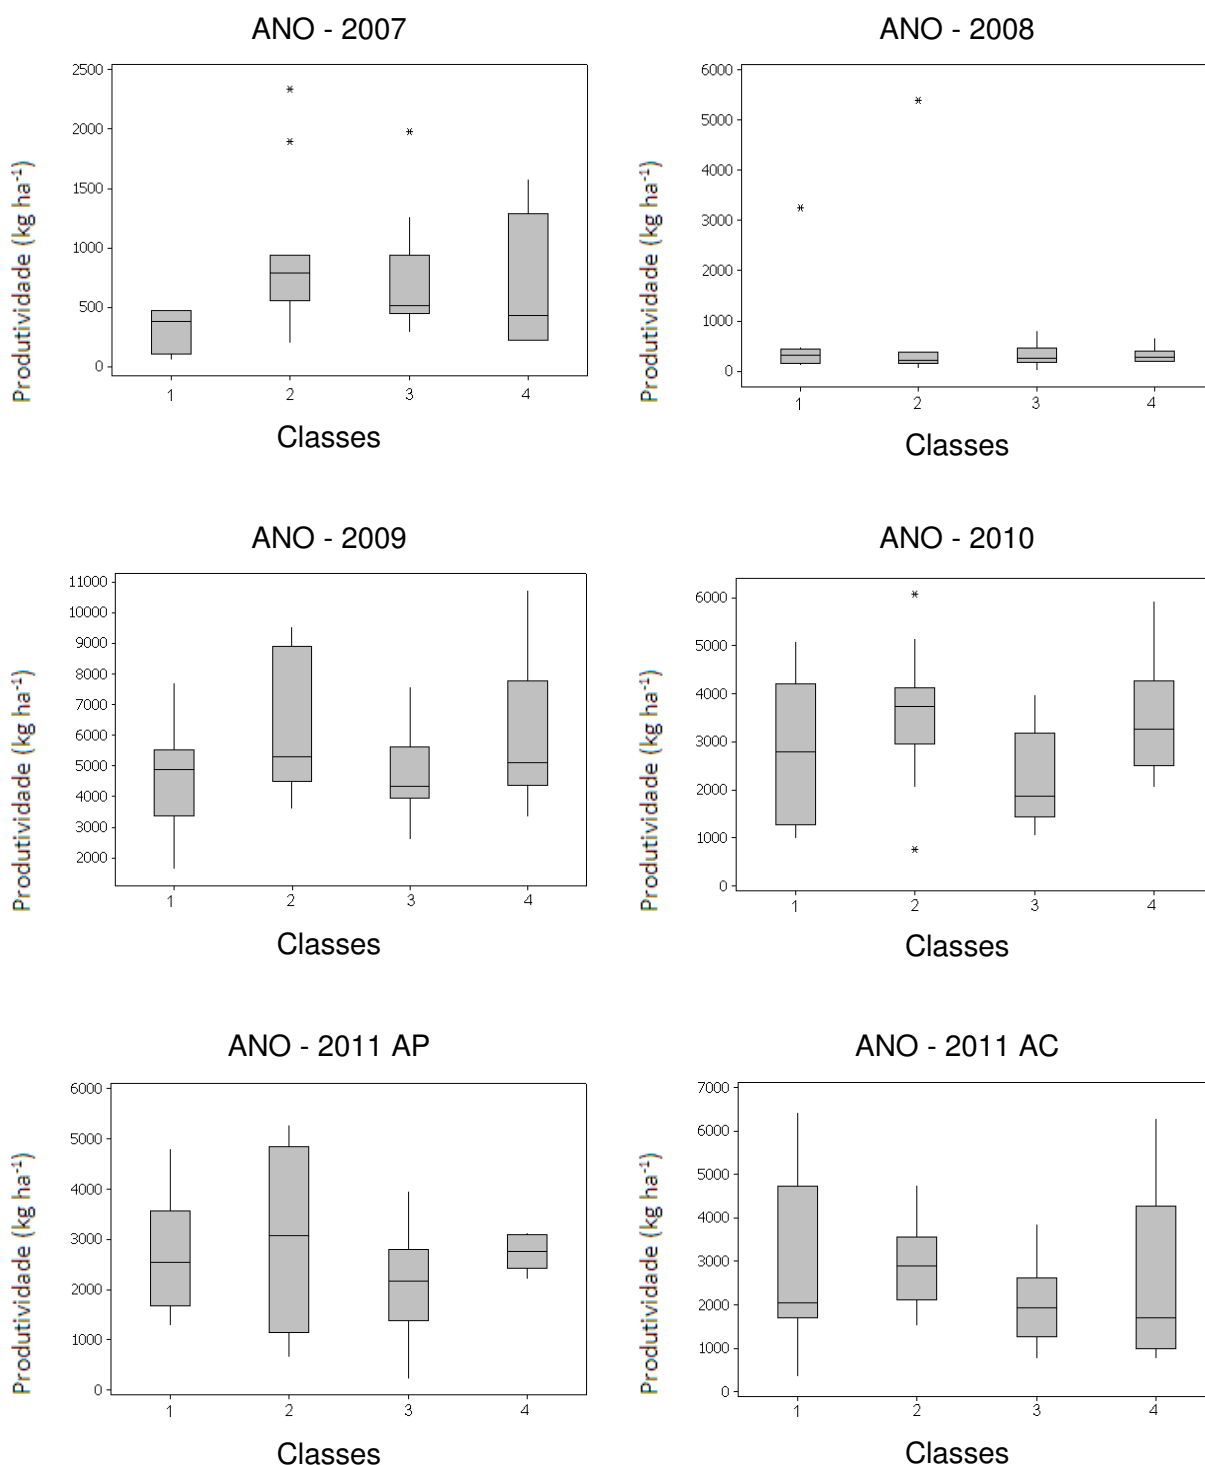 ANO - 2007
2500
2000
1500
1000
500
0
1 2 3 4
Produtividade (kg ha⁻¹)
Classes
ANO - 2008
6000
5000
4000
3000
2000
1000
0
1 2 3 4
Produtividade (kg ha⁻¹)
Classes
ANO - 2009
11000
10000
9000
8000
7000
6000
5000
4000
3000
2000
1 2 3 4
Produtividade (kg ha⁻¹)
Classes
ANO - 2010
6000
5000
4000
3000
2000
1000
0
1 2 3 4
Produtividade (kg ha⁻¹)
Classes
ANO - 2011 AP
6000
5000
4000
3000
2000
1000
0
1 2 3 4
Produtividade (kg ha⁻¹)
Classes
ANO - 2011 AC
7000
6000
5000
4000
3000
2000
1000
0
1 2 3 4
Produtividade (kg ha⁻¹)
Classes